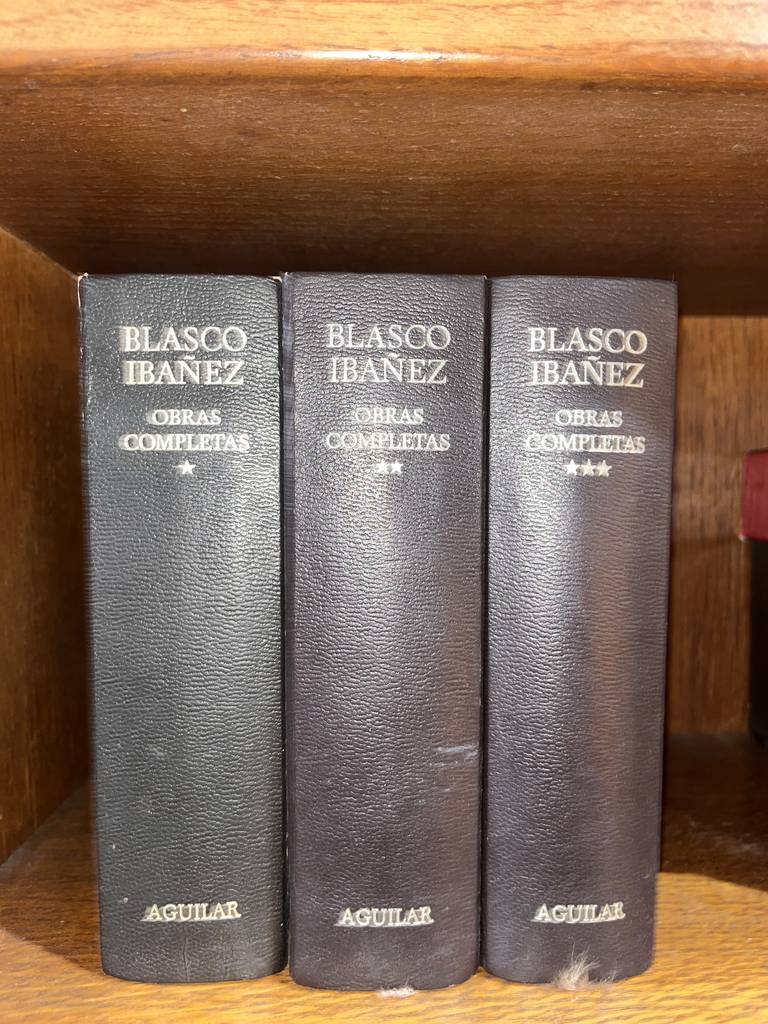 BLASCO
IBAÑEZ
OBRAS
COMPLETAS
★
AGUILAR
BLASCO
IBAÑEZ
OBRAS
COMPLETAS
★★
AGUILAR
BLASCO
IBAÑEZ
OBRAS
COMPLETAS
★★★
AGUILAR